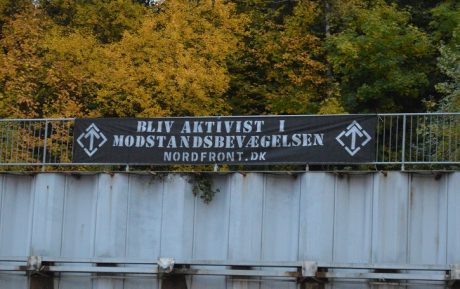 BLIV AKTIVIST I
MODSTANDSBEVÆGELSEN
NORDFRONT.DK